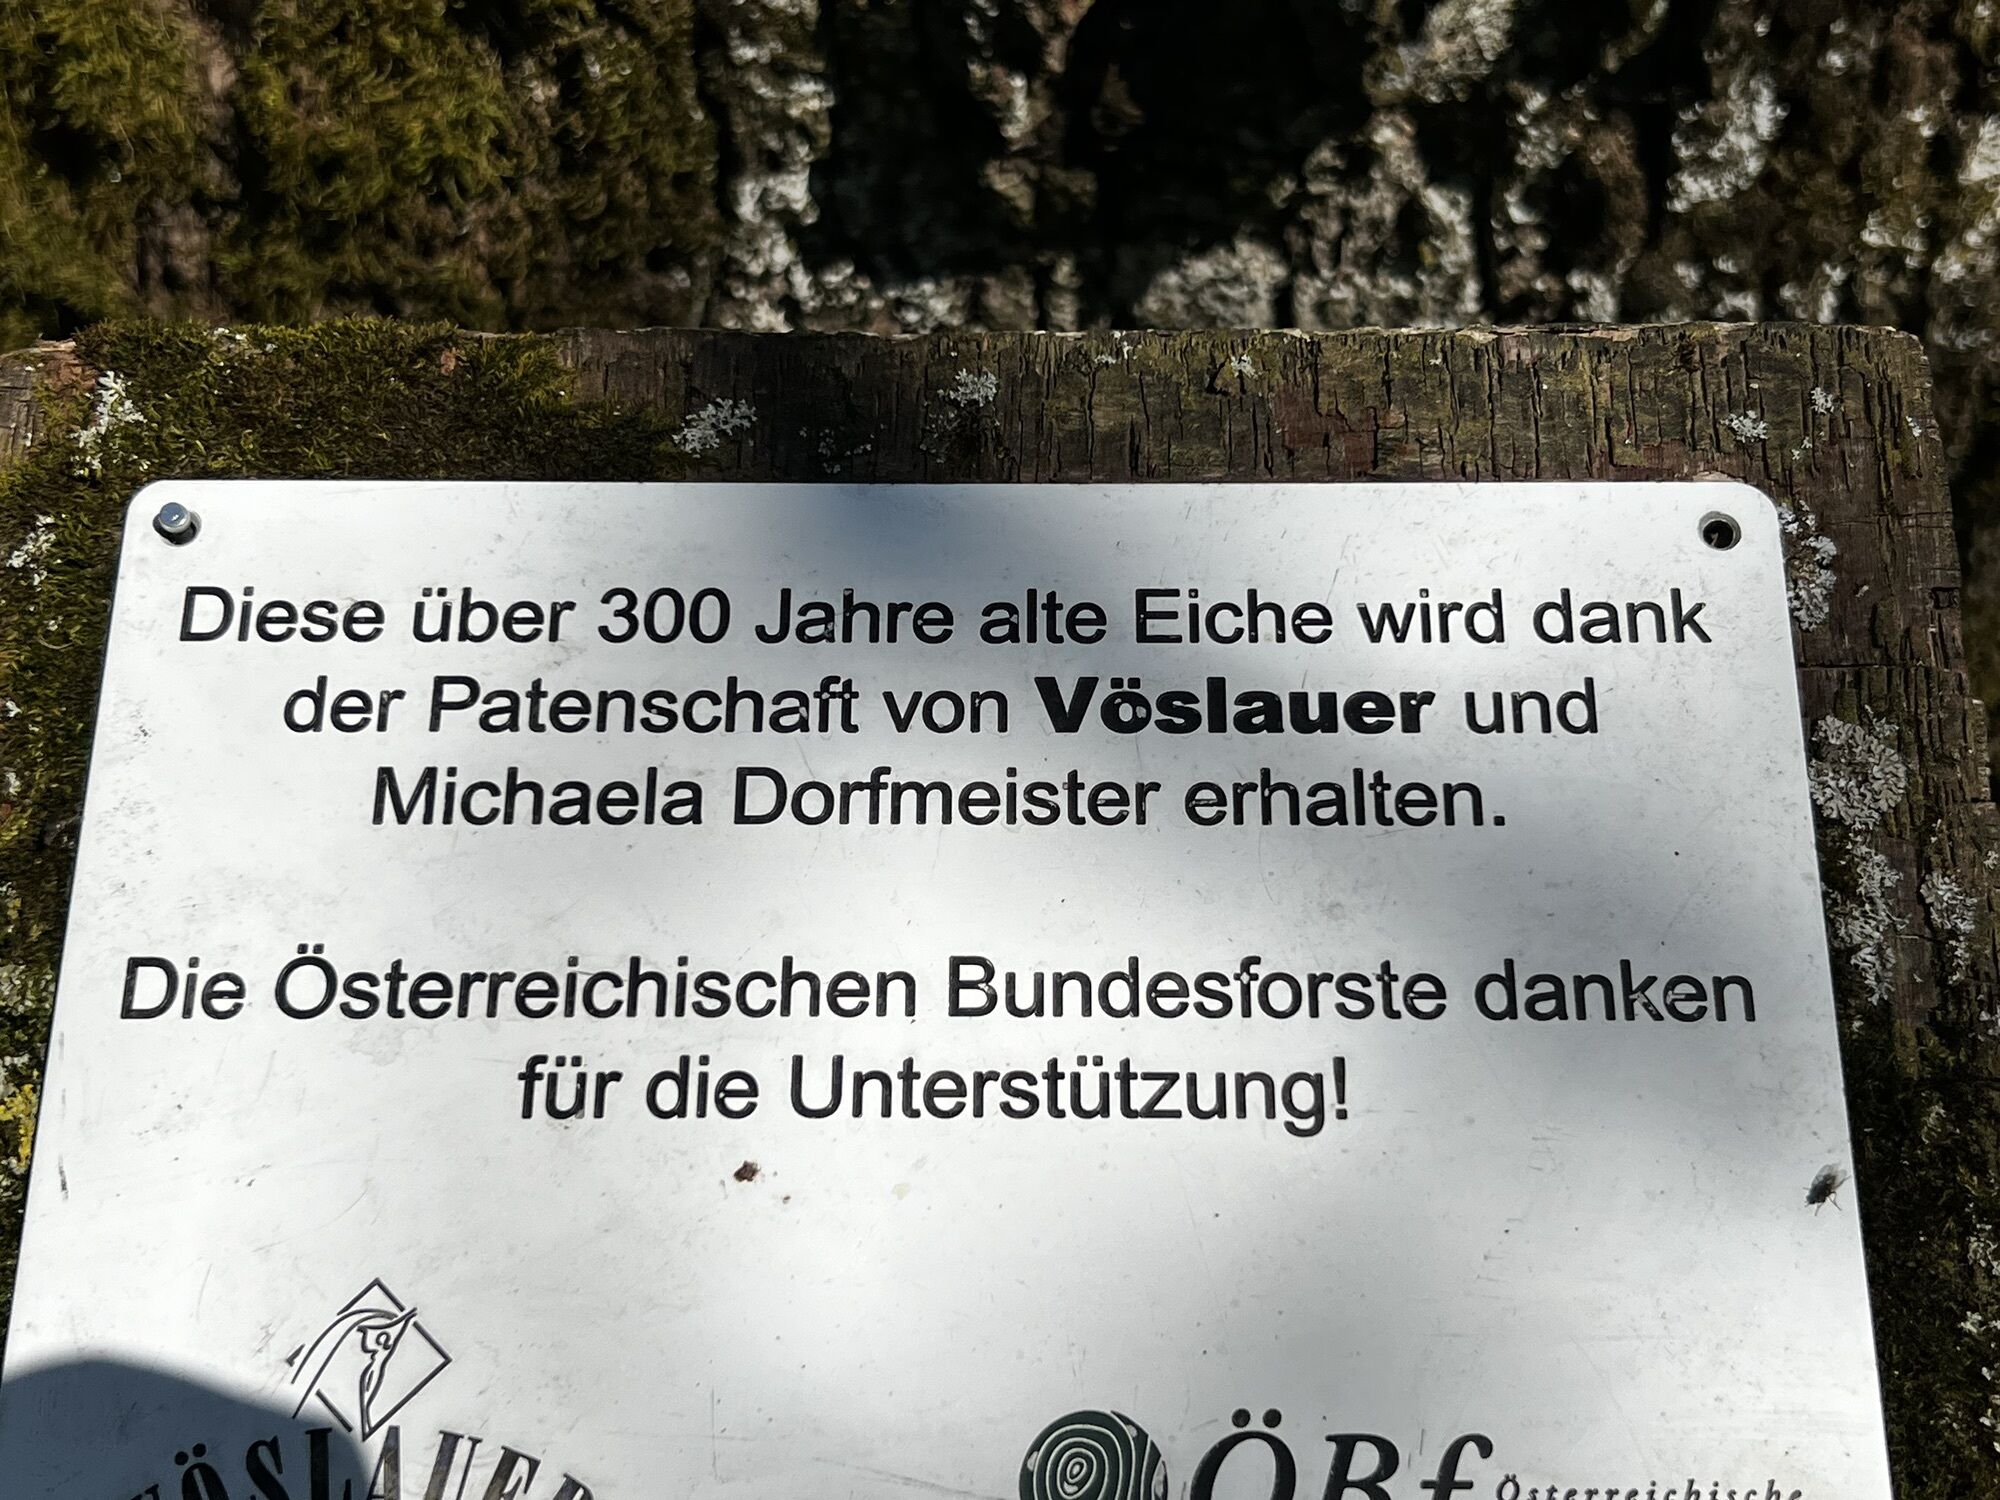 Diese über 300 Jahre alte Eiche wird dank
der Patenschaft von Vöslauer und
Michaela Dorfmeister erhalten.
Die Österreichischen Bundesforste danken
für die Unterstützung!
VÖSLAUER
ÖBf Österreichische